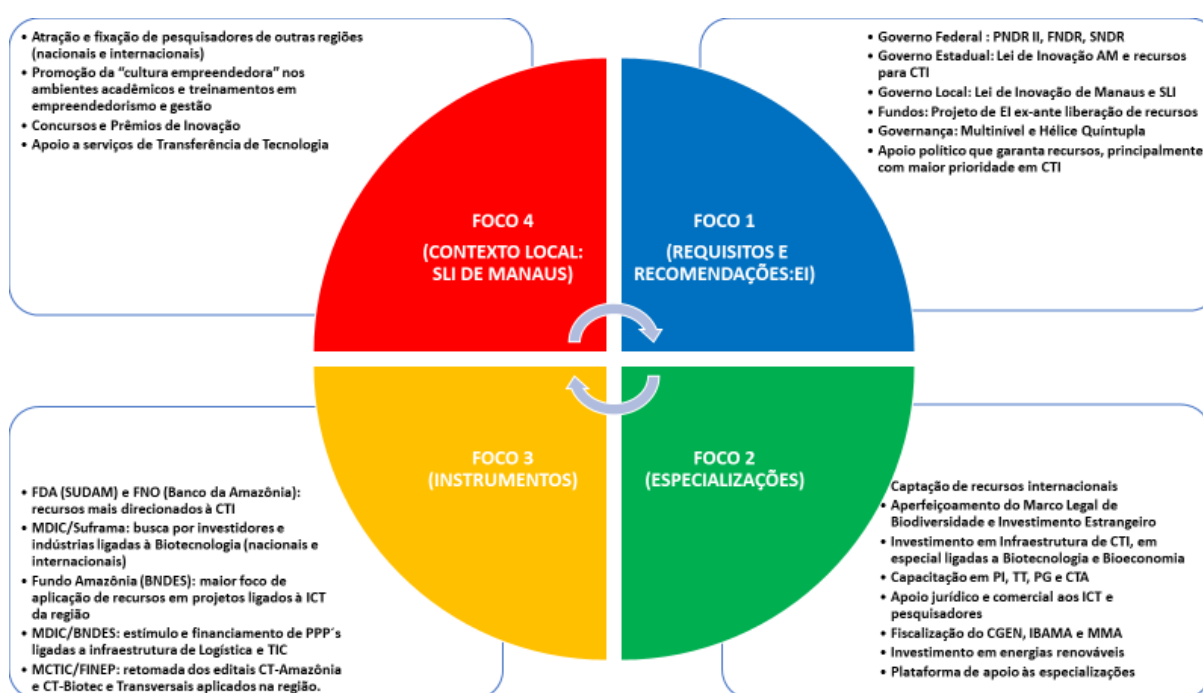 • Atração e fixação de pesquisadores de outras regiões
(nacionais e internacionais)
• Promoção da “cultura empreendedora” nos
ambientes acadêmicos e treinamentos em
empreendedorismo e gestão
• Concursos e Prêmios de Inovação
• Apoio a serviços de Transferência de Tecnologia
• Governo Federal : PNDR II, FNDR, SNDR
• Governo Estadual: Lei de Inovação AM e recursos
para CTI
• Governo Local: Lei de Inovação de Manaus e SLI
• Fundos: Projeto de EI ex-ante liberação de recursos
• Governança: Multinível e Hélice Quíntupla
• Apoio político que garanta recursos, principalmente
com maior prioridade em CTI
FOCO 4
(CONTEXTO LOCAL:
SLI DE MANAUS)
FOCO 1
(REQUISITOS E
RECOMENDAÇÕES:EI)
FOCO 3
(INSTRUMENTOS)
FOCO 2
(ESPECIALIZAÇÕES)
• FDA (SUDAM) e FNO (Banco da Amazônia):
recursos mais direcionados à CTI
• MDIC/Suframa: busca por investidores e
indústrias ligadas à Biotecnologia (nacionais e
internacionais)
• Fundo Amazônia (BNDES): maior foco de
aplicação de recursos em projetos ligados à ICT
da região
• MDIC/BNDES: estímulo e financiamento de PPP´s
ligadas a infraestrutura de Logística e TIC
• MCTIC/FINEP: retomada dos editais CT-Amazônia
e CT-Biotec e Transversais aplicados na região.
Captação de recursos internacionais
• Aperfeiçoamento do Marco Legal de
Biodiversidade e Investimento Estrangeiro
• Investimento em Infraestrutura de CTI, em
especial ligadas a Biotecnologia e Bioeconomia
• Capacitação em PI, TT, PG e CTA
• Apoio jurídico e comercial aos ICT e
pesquisadores
• Fiscalização do CGEN, IBAMA e MMA
• Investimento em energias renováveis
• Plataforma de apoio às especializações